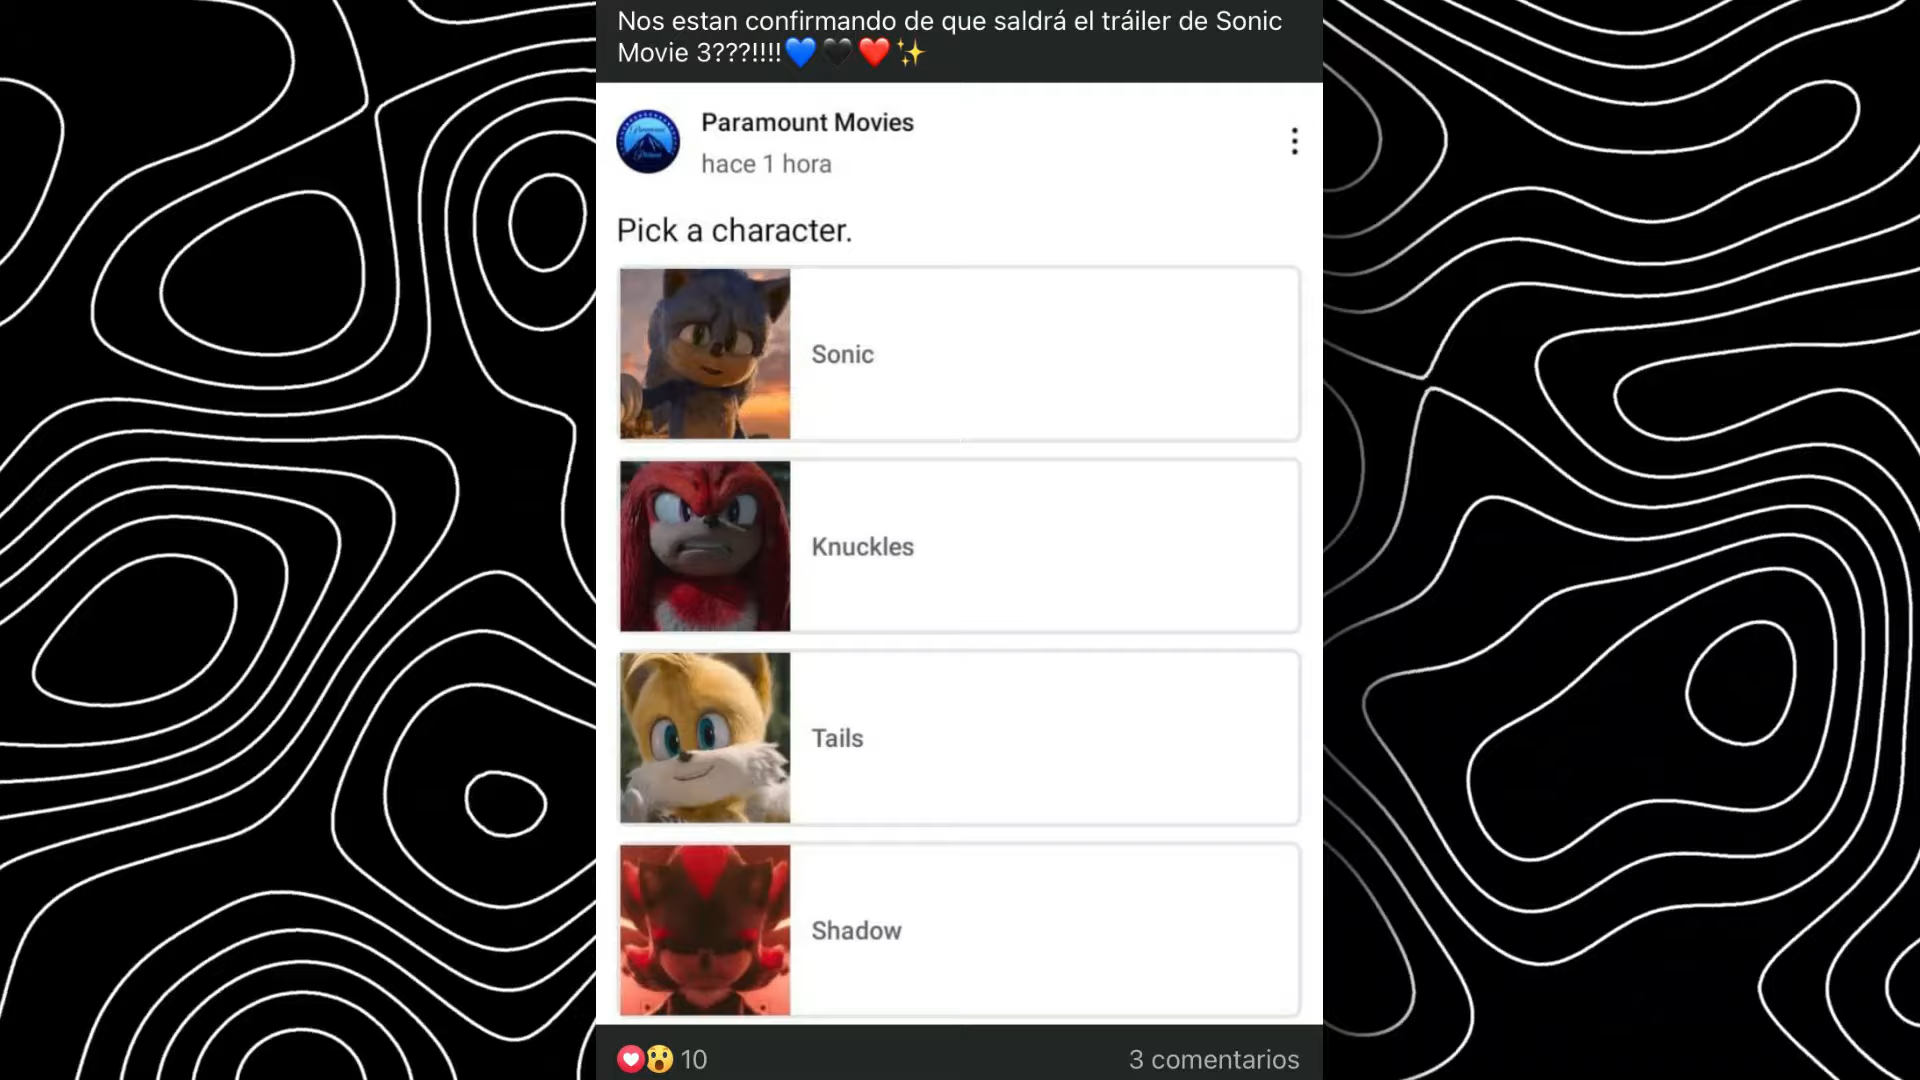 Nos estan confirmando de que saldrá el tráiler de Sonic
Movie 3???!!!!💙🖤❤️✨
Paramount Movies
hace 1 hora
Pick a character.
Sonic
Knuckles
Tails
Shadow
10
3 comentarios